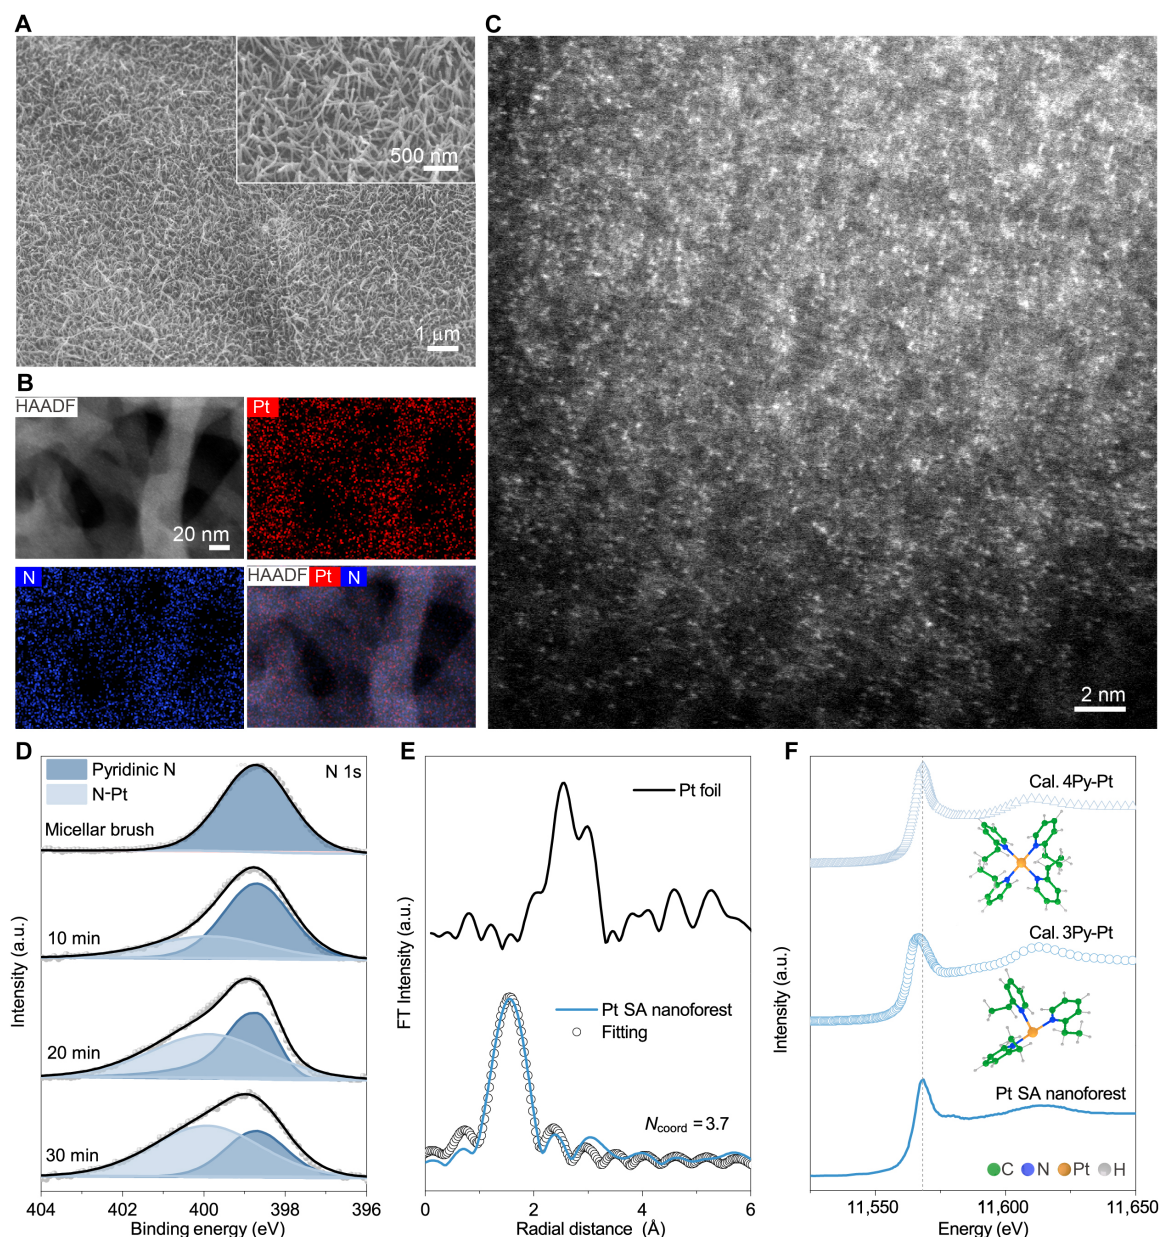 A
500 nm
1 μm
B
HAADF
Pt
20 nm
N
HAADF Pt N
C
2 nm
D
Pyridinic N
N-Pt
N 1s
Micellar brush
10 min
20 min
30 min
Intensity (a.u.)
404 402 400 398 396
Binding energy (eV)
E
Pt foil
Pt SA nanoforest
Fitting
Ncoord = 3.7
FT Intensity (a.u.)
0 2 4 6
Radial distance (Å)
F
Cal. 4Py-Pt
Cal. 3Py-Pt
Pt SA nanoforest
C N Pt H
Intensity (a.u.)
11,550 11,600 11,650
Energy (eV)